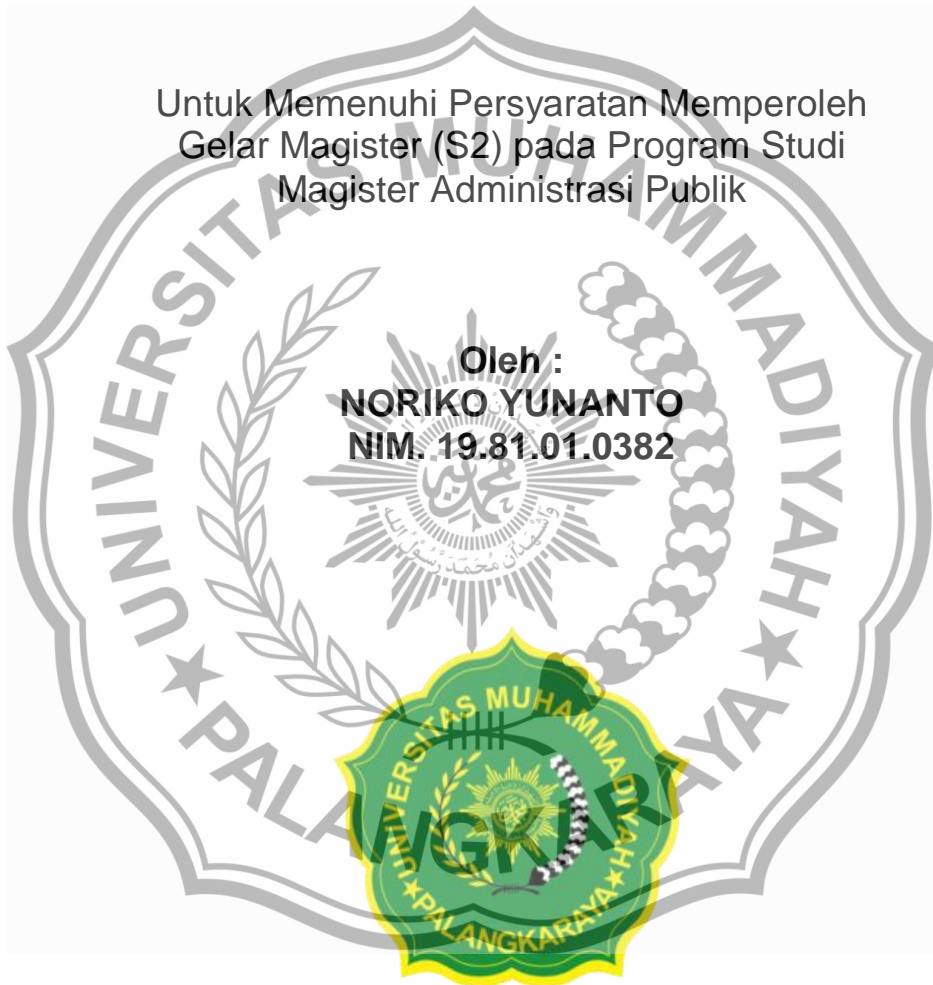 Untuk Memenuhi Persyaratan Memperoleh
Gelar Magister (S2) pada Program Studi
Magister Administrasi Publik
Oleh :
NORIKO YUNANTO
NIM. 19.81.01.0382
UNIVERSITAS MUHAMMADIYAH
PALANGKARAYA
UNIVERSITAS MUHAMMADIYAH
PALANGKARAYA